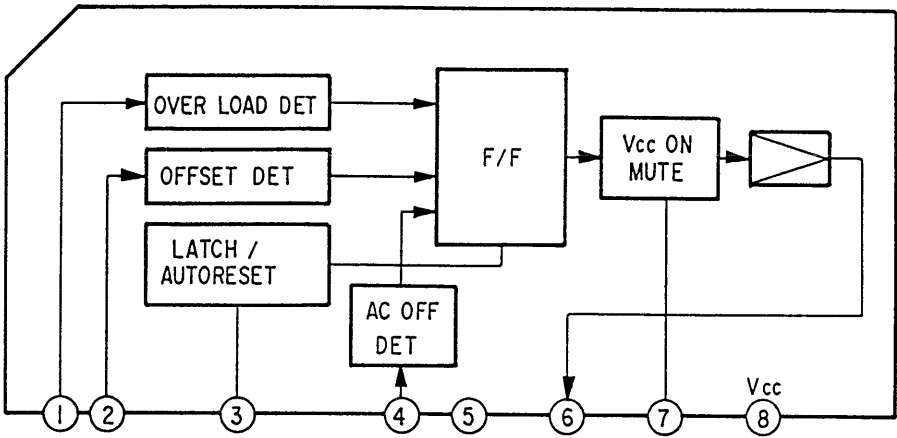 OVER LOAD DET
OFFSET DET
LATCH /
AUTORESET
AC OFF
DET
F/F
Vcc ON
MUTE
Vcc
1 2 3 4 5 6 7 8